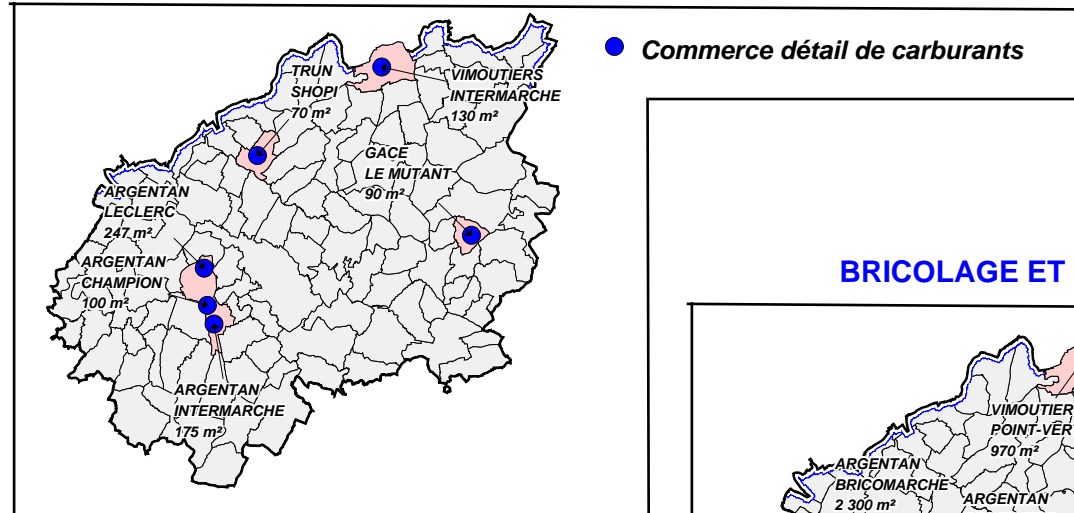 Commerce détail de carburants
TRUN
SHOPI
70 m²
VIMOUTIERS
INTERMARCHE
130 m²
GACE
LE MUTANT
90 m²
ARGENTAN
LECLERC
247 m²
ARGENTAN
CHAMPION
100 m²
ARGENTAN
INTERMARCHE
175 m²
BRICOLAGE ET
VIMOUTIER
POINT-VER
970 m²
ARGENTAN
BRICOMARCHE
2 300 m²
ARGENTAN